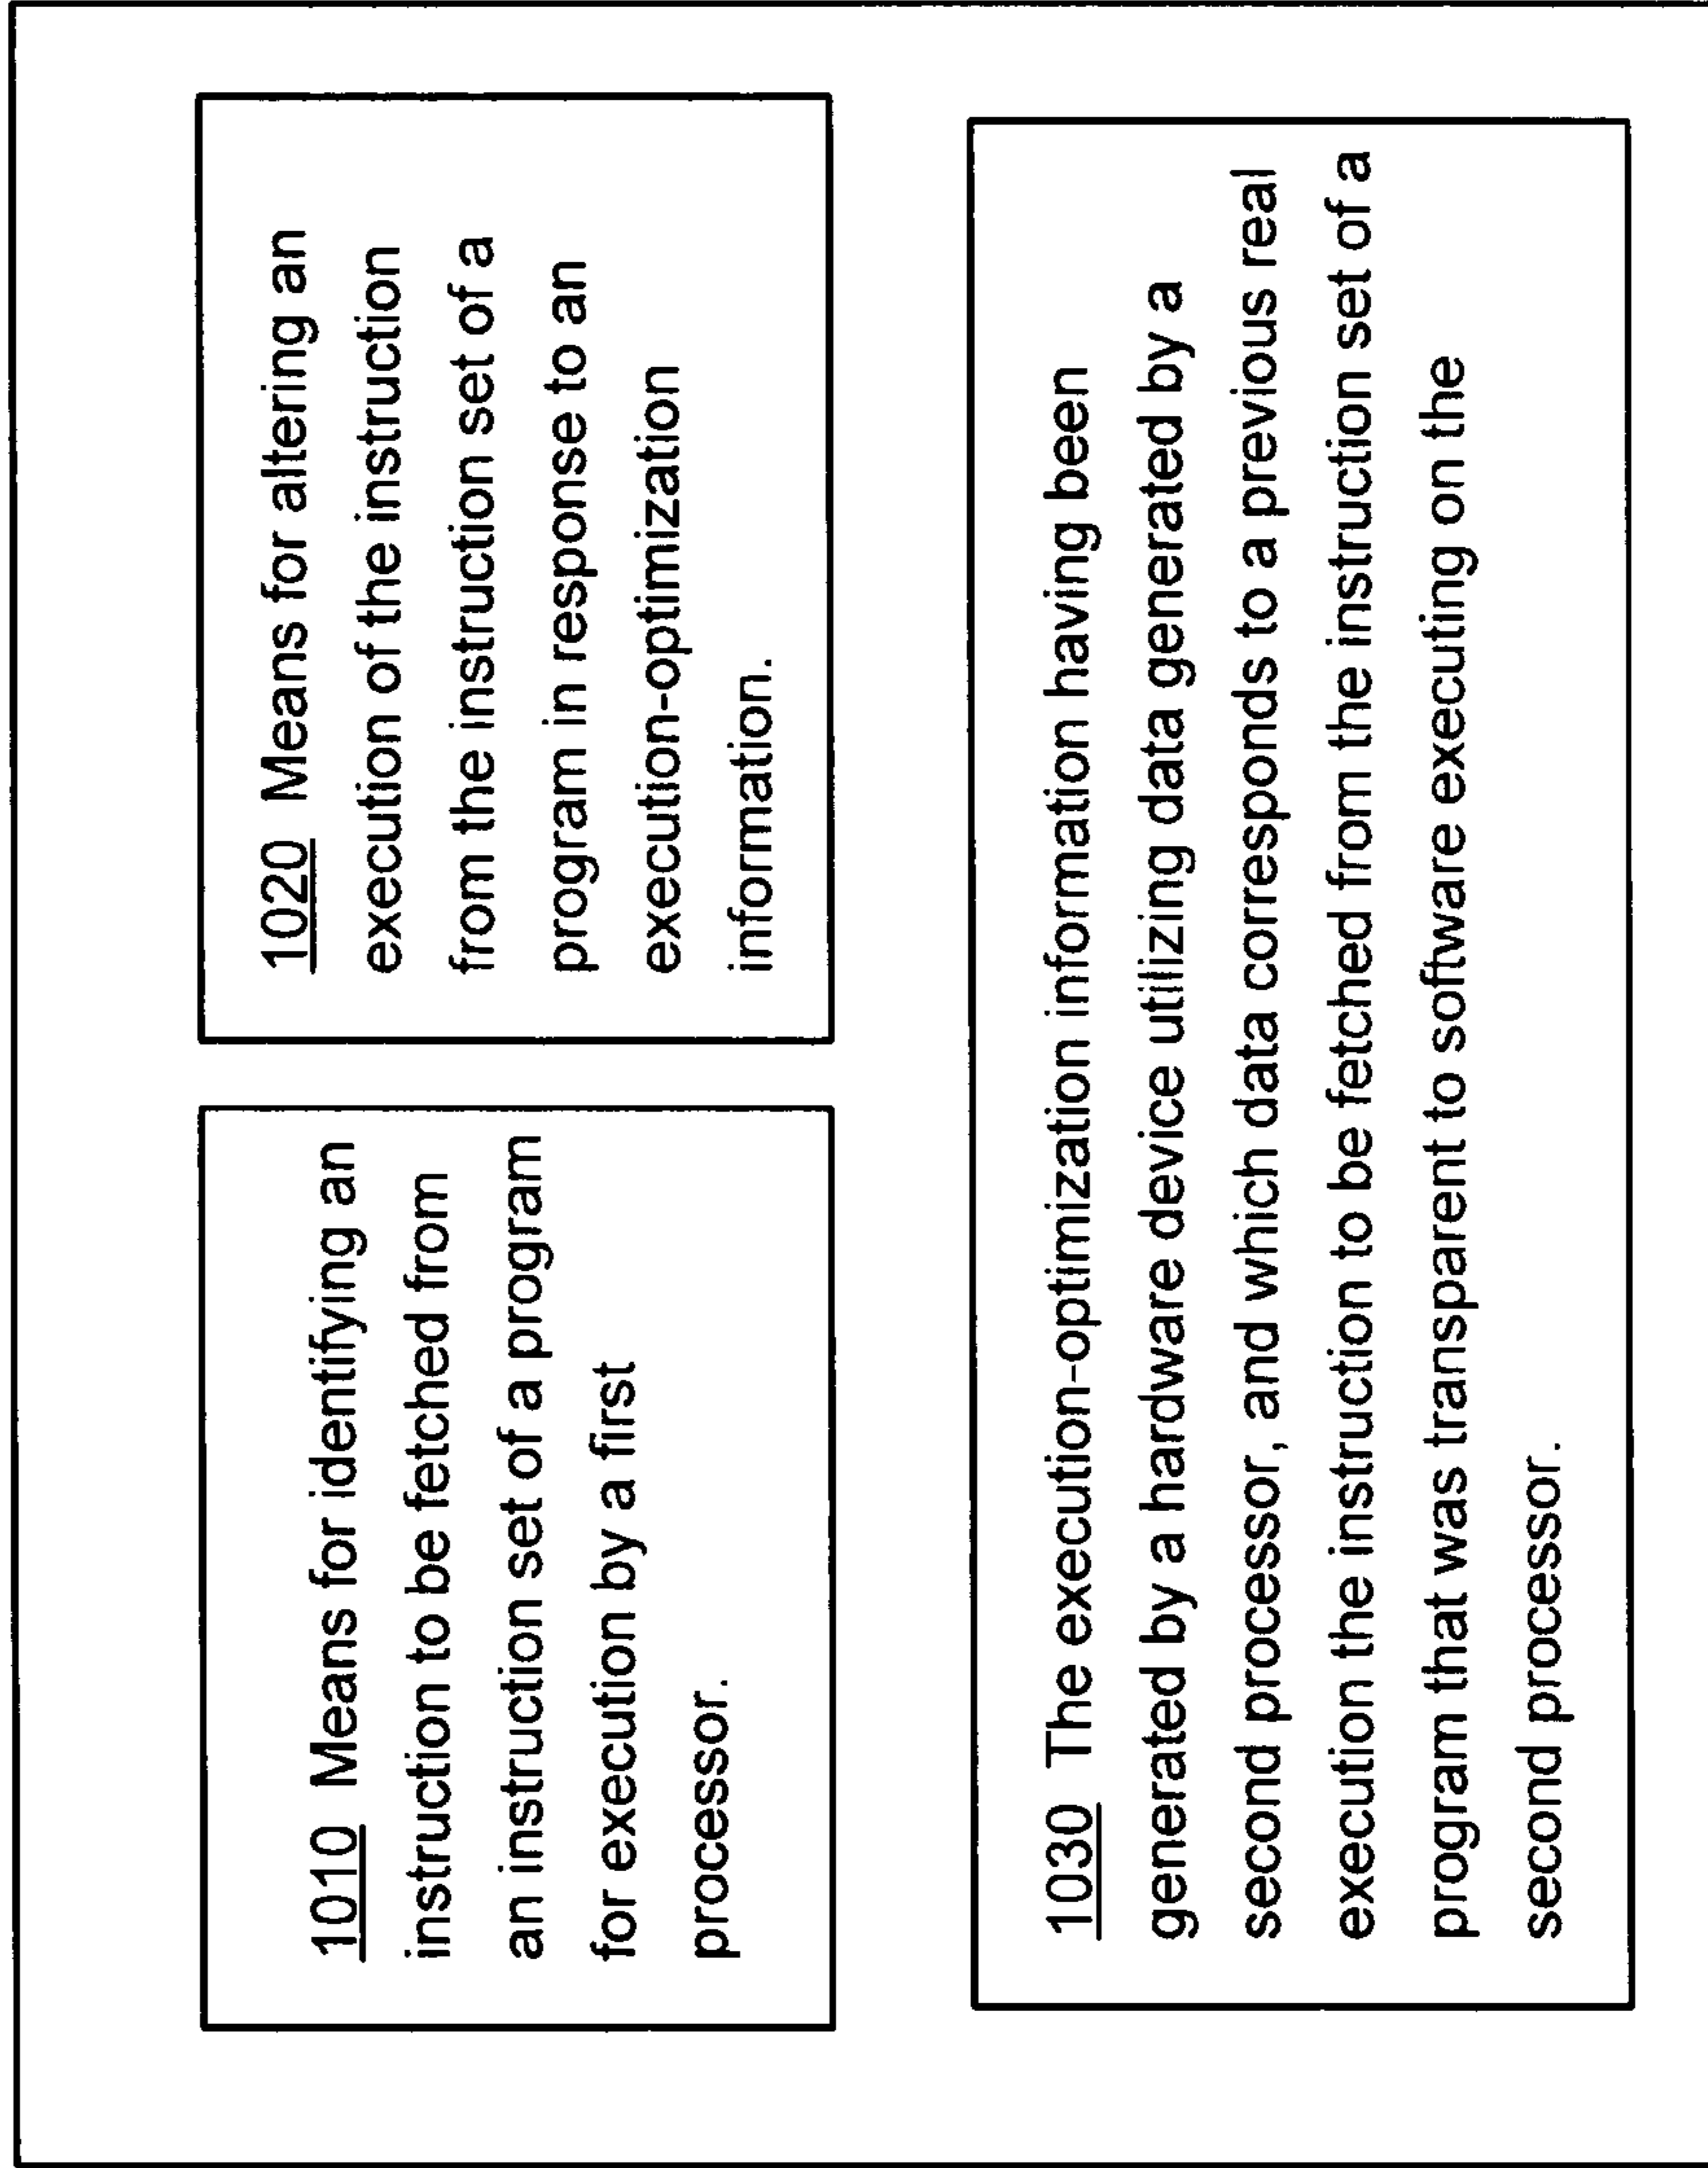 1010 Means for identifying an
instruction to be fetched from
an instruction set of a program
for execution by a first
processor.
1020 Means for altering an
execution of the instruction
from the instruction set of a
program in response to an
execution-optimization
information.
1030 The execution-optimization information having been
generated by a hardware device utilizing data generated by a
second processor, and which data corresponds to a previous real
execution the instruction to be fetched from the instruction set of a
program that was transparent to software executing on the
second processor.